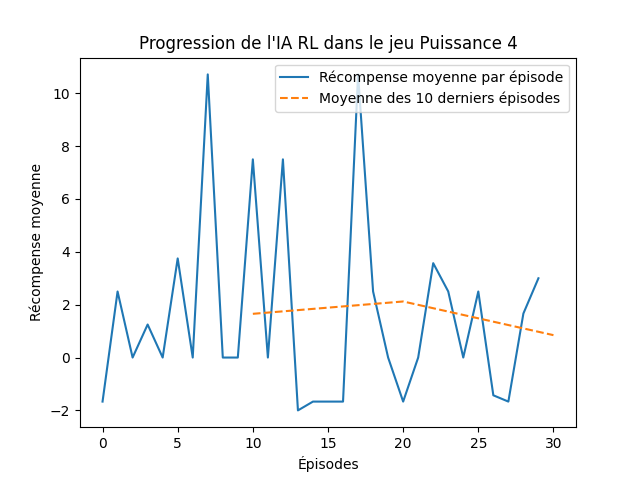 Progression de l'IA RL dans le jeu Puissance 4
Récompense moyenne par épisode
Moyenne des 10 derniers épisodes
Récompense moyenne
10
8
6
4
2
0
−2
0 5 10 15 20 25 30
Épisodes